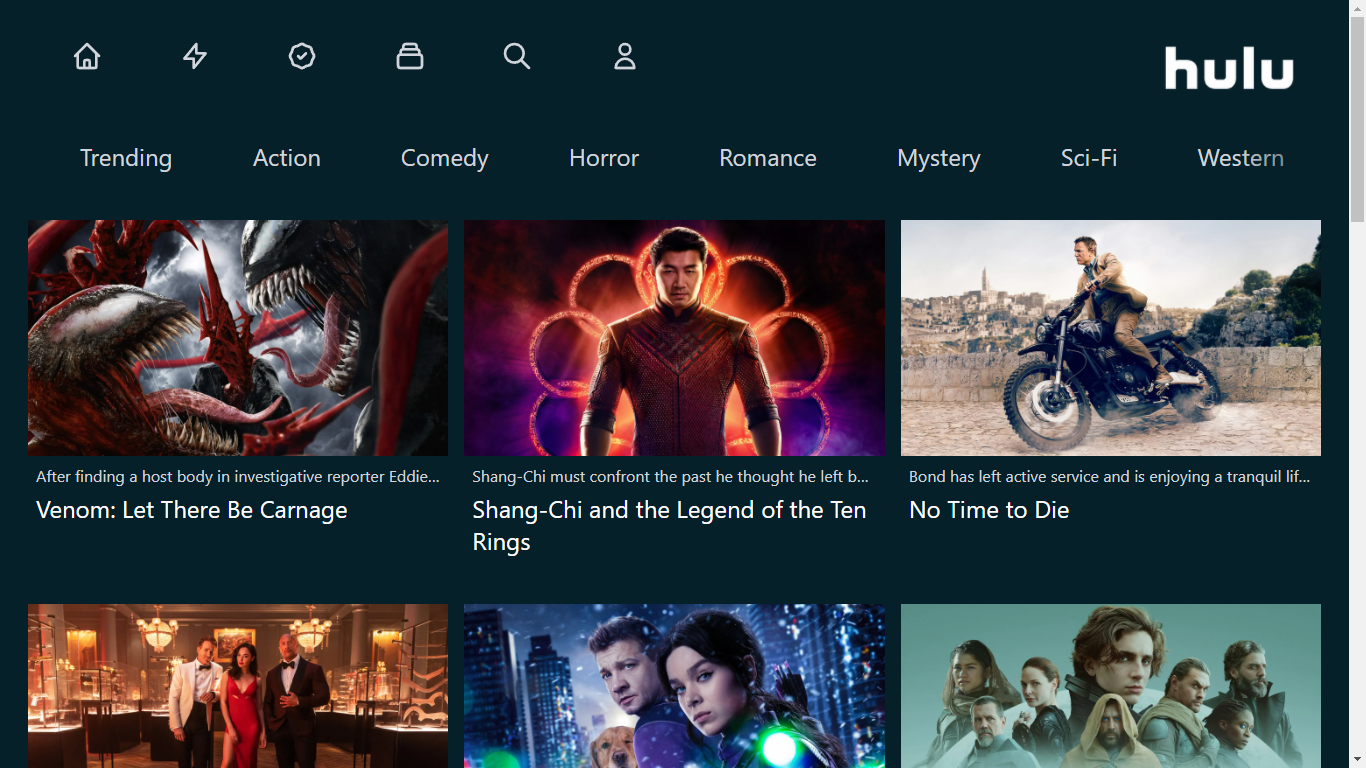 hulu
Trending Action Comedy Horror Romance Mystery Sci-Fi Western
After finding a host body in investigative reporter Eddie...
Venom: Let There Be Carnage
Shang-Chi must confront the past he thought he left b...
Shang-Chi and the Legend of the Ten
Rings
Bond has left active service and is enjoying a tranquil lif...
No Time to Die